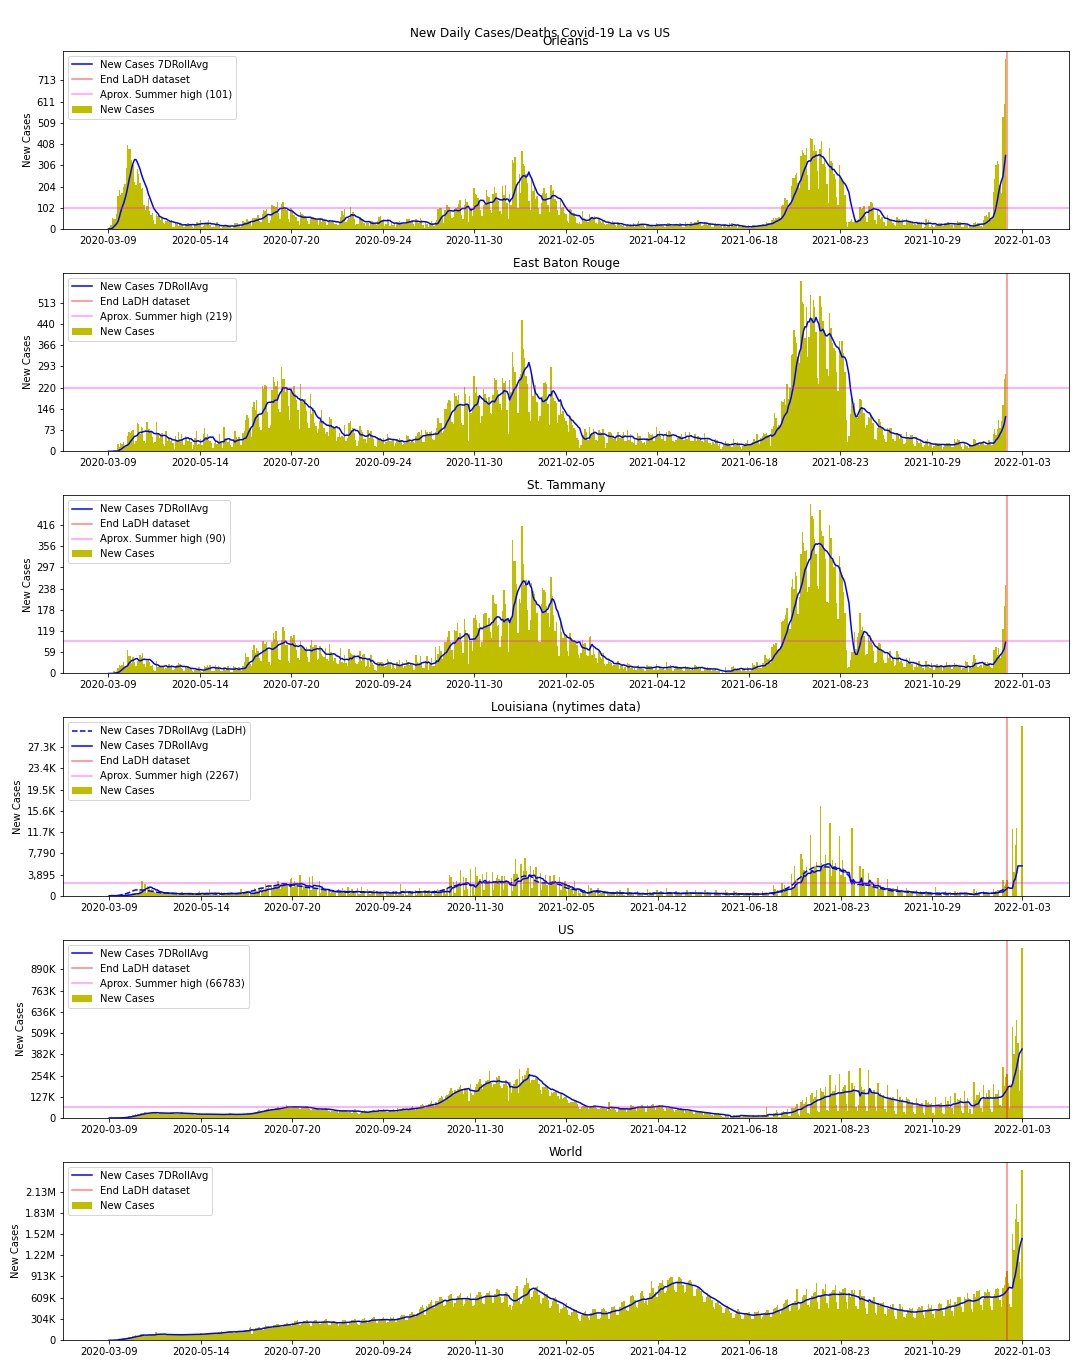 New Daily Cases/Deaths Covid-19 La vs US
Orleans
New Cases 7DRollAvg
End LaDH dataset
Aprox. Summer high (101)
New Cases
New Cases
713
611
509
408
306
204
102
0
2020-03-09 2020-05-14 2020-07-20 2020-09-24 2020-11-30 2021-02-05 2021-04-12 2021-06-18 2021-08-23 2021-10-29 2022-01-03
East Baton Rouge
New Cases 7DRollAvg
End LaDH dataset
Aprox. Summer high (219)
New Cases
New Cases
513
440
366
293
220
146
73
0
2020-03-09 2020-05-14 2020-07-20 2020-09-24 2020-11-30 2021-02-05 2021-04-12 2021-06-18 2021-08-23 2021-10-29 2022-01-03
St. Tammany
New Cases 7DRollAvg
End LaDH dataset
Aprox. Summer high (90)
New Cases
New Cases
416
356
297
238
178
119
59
0
2020-03-09 2020-05-14 2020-07-20 2020-09-24 2020-11-30 2021-02-05 2021-04-12 2021-06-18 2021-08-23 2021-10-29 2022-01-03
Louisiana (nytimes data)
New Cases 7DRollAvg (LaDH)
New Cases 7DRollAvg
End LaDH dataset
Aprox. Summer high (2267)
New Cases
New Cases
27.3K
23.4K
19.5K
15.6K
11.7K
7,790
3,895
0
2020-03-09 2020-05-14 2020-07-20 2020-09-24 2020-11-30 2021-02-05 2021-04-12 2021-06-18 2021-08-23 2021-10-29 2022-01-03
US
New Cases 7DRollAvg
End LaDH dataset
Aprox. Summer high (66783)
New Cases
New Cases
890K
763K
636K
509K
382K
254K
127K
0
2020-03-09 2020-05-14 2020-07-20 2020-09-24 2020-11-30 2021-02-05 2021-04-12 2021-06-18 2021-08-23 2021-10-29 2022-01-03
World
New Cases 7DRollAvg
End LaDH dataset
New Cases
New Cases
2.13M
1.83M
1.52M
1.22M
913K
609K
304K
0
2020-03-09 2020-05-14 2020-07-20 2020-09-24 2020-11-30 2021-02-05 2021-04-12 2021-06-18 2021-08-23 2021-10-29 2022-01-03